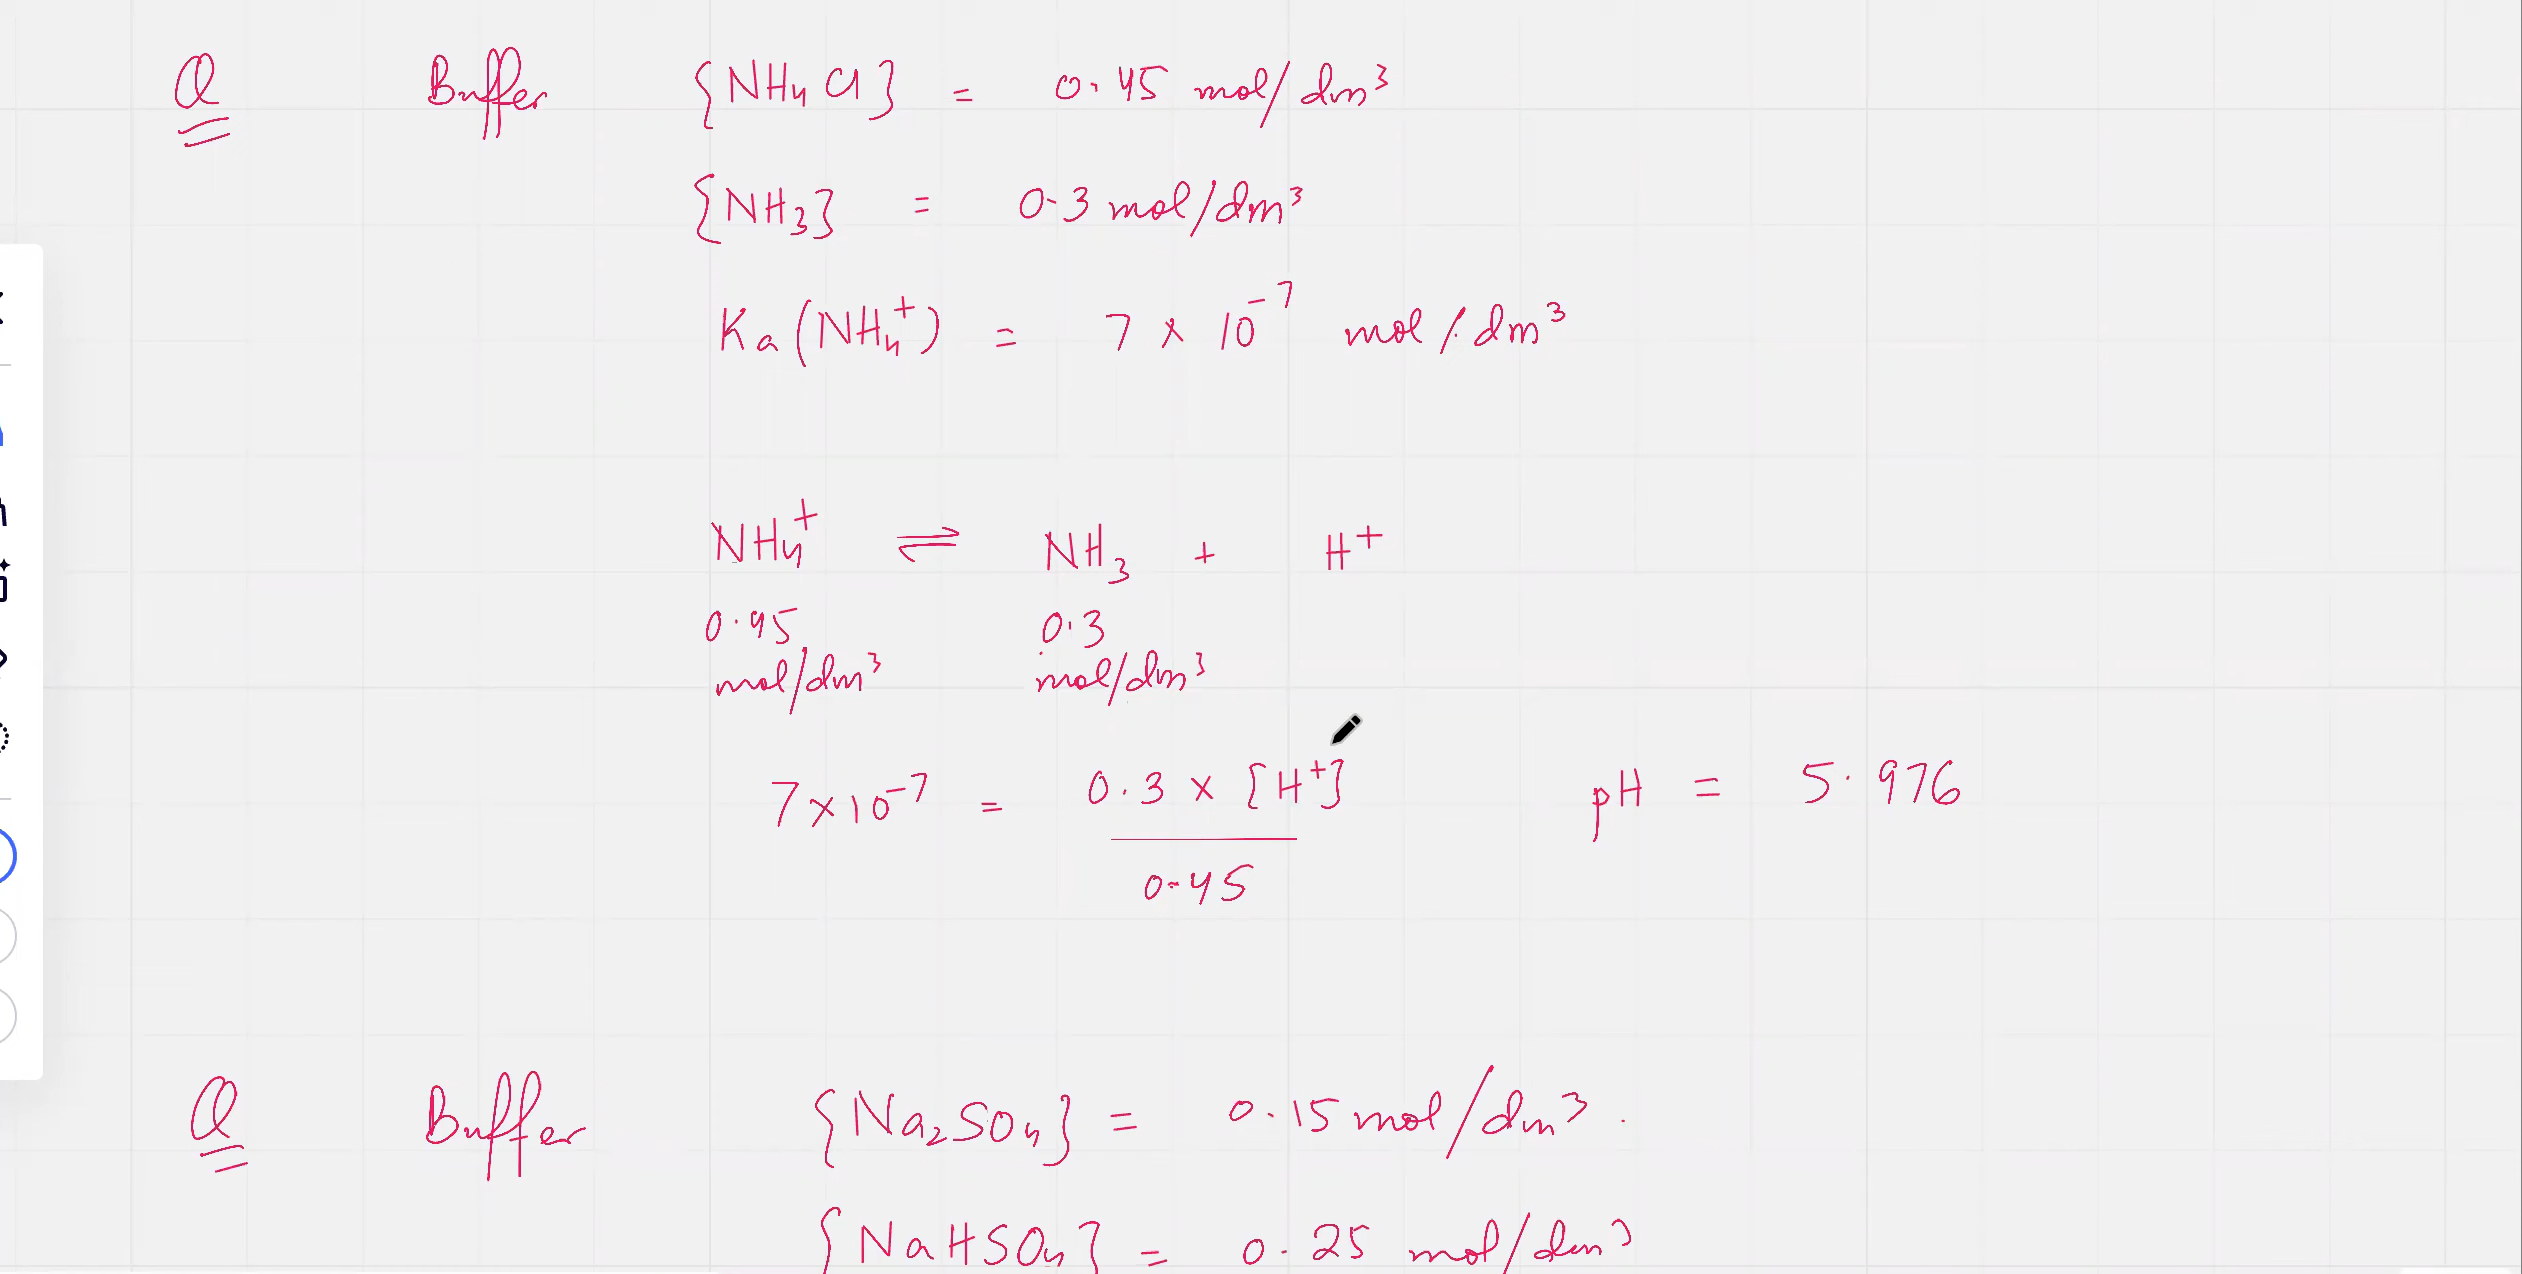 Q Buffer {NH₄Cl} = 0.45 mol/dm³
{NH₃} = 0.3 mol/dm³
Ka (NH₄⁺) = 7 × 10⁻⁷ mol/dm³
NH₄⁺ ⇌ NH₃ + H⁺
0.45 0.3
mol/dm³ mol/dm³
7×10⁻⁷ = 0.3 × [H⁺] pH = 5.976
0.45
Q Buffer {Na₂SO₄} = 0.15 mol/dm³.
{NaHSO₄} = 0.25 mol/dm³